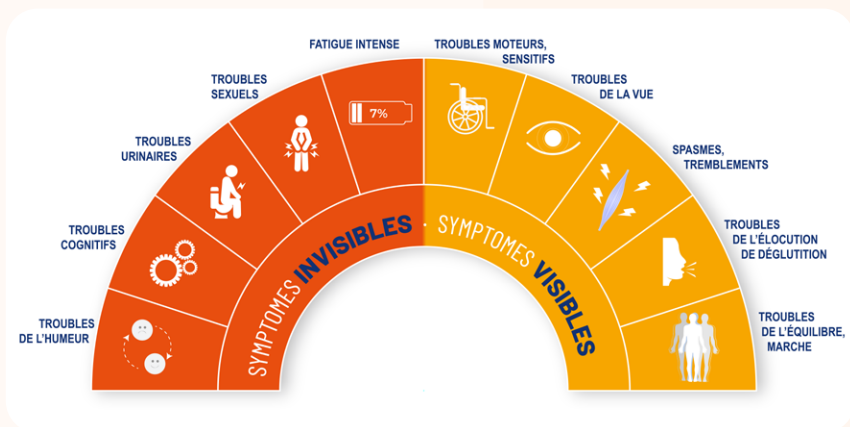 FATIGUE INTENSE
TROUBLES MOTEURS,
SENSITIFS
TROUBLES
SEXUELS
TROUBLES
DE LA VUE
7%
TROUBLES
URINAIRES
SPASMES,
TREMBLEMENTS
TROUBLES
COGNITIFS
TROUBLES
DE L'ÉLOCUTION
DE DÉGLUTITION
TROUBLES
DE L'HUMEUR
TROUBLES
DE L'ÉQUILIBRE,
MARCHE
SYMPTOMES INVISIBLES · SYMPTOMES VISIBLES